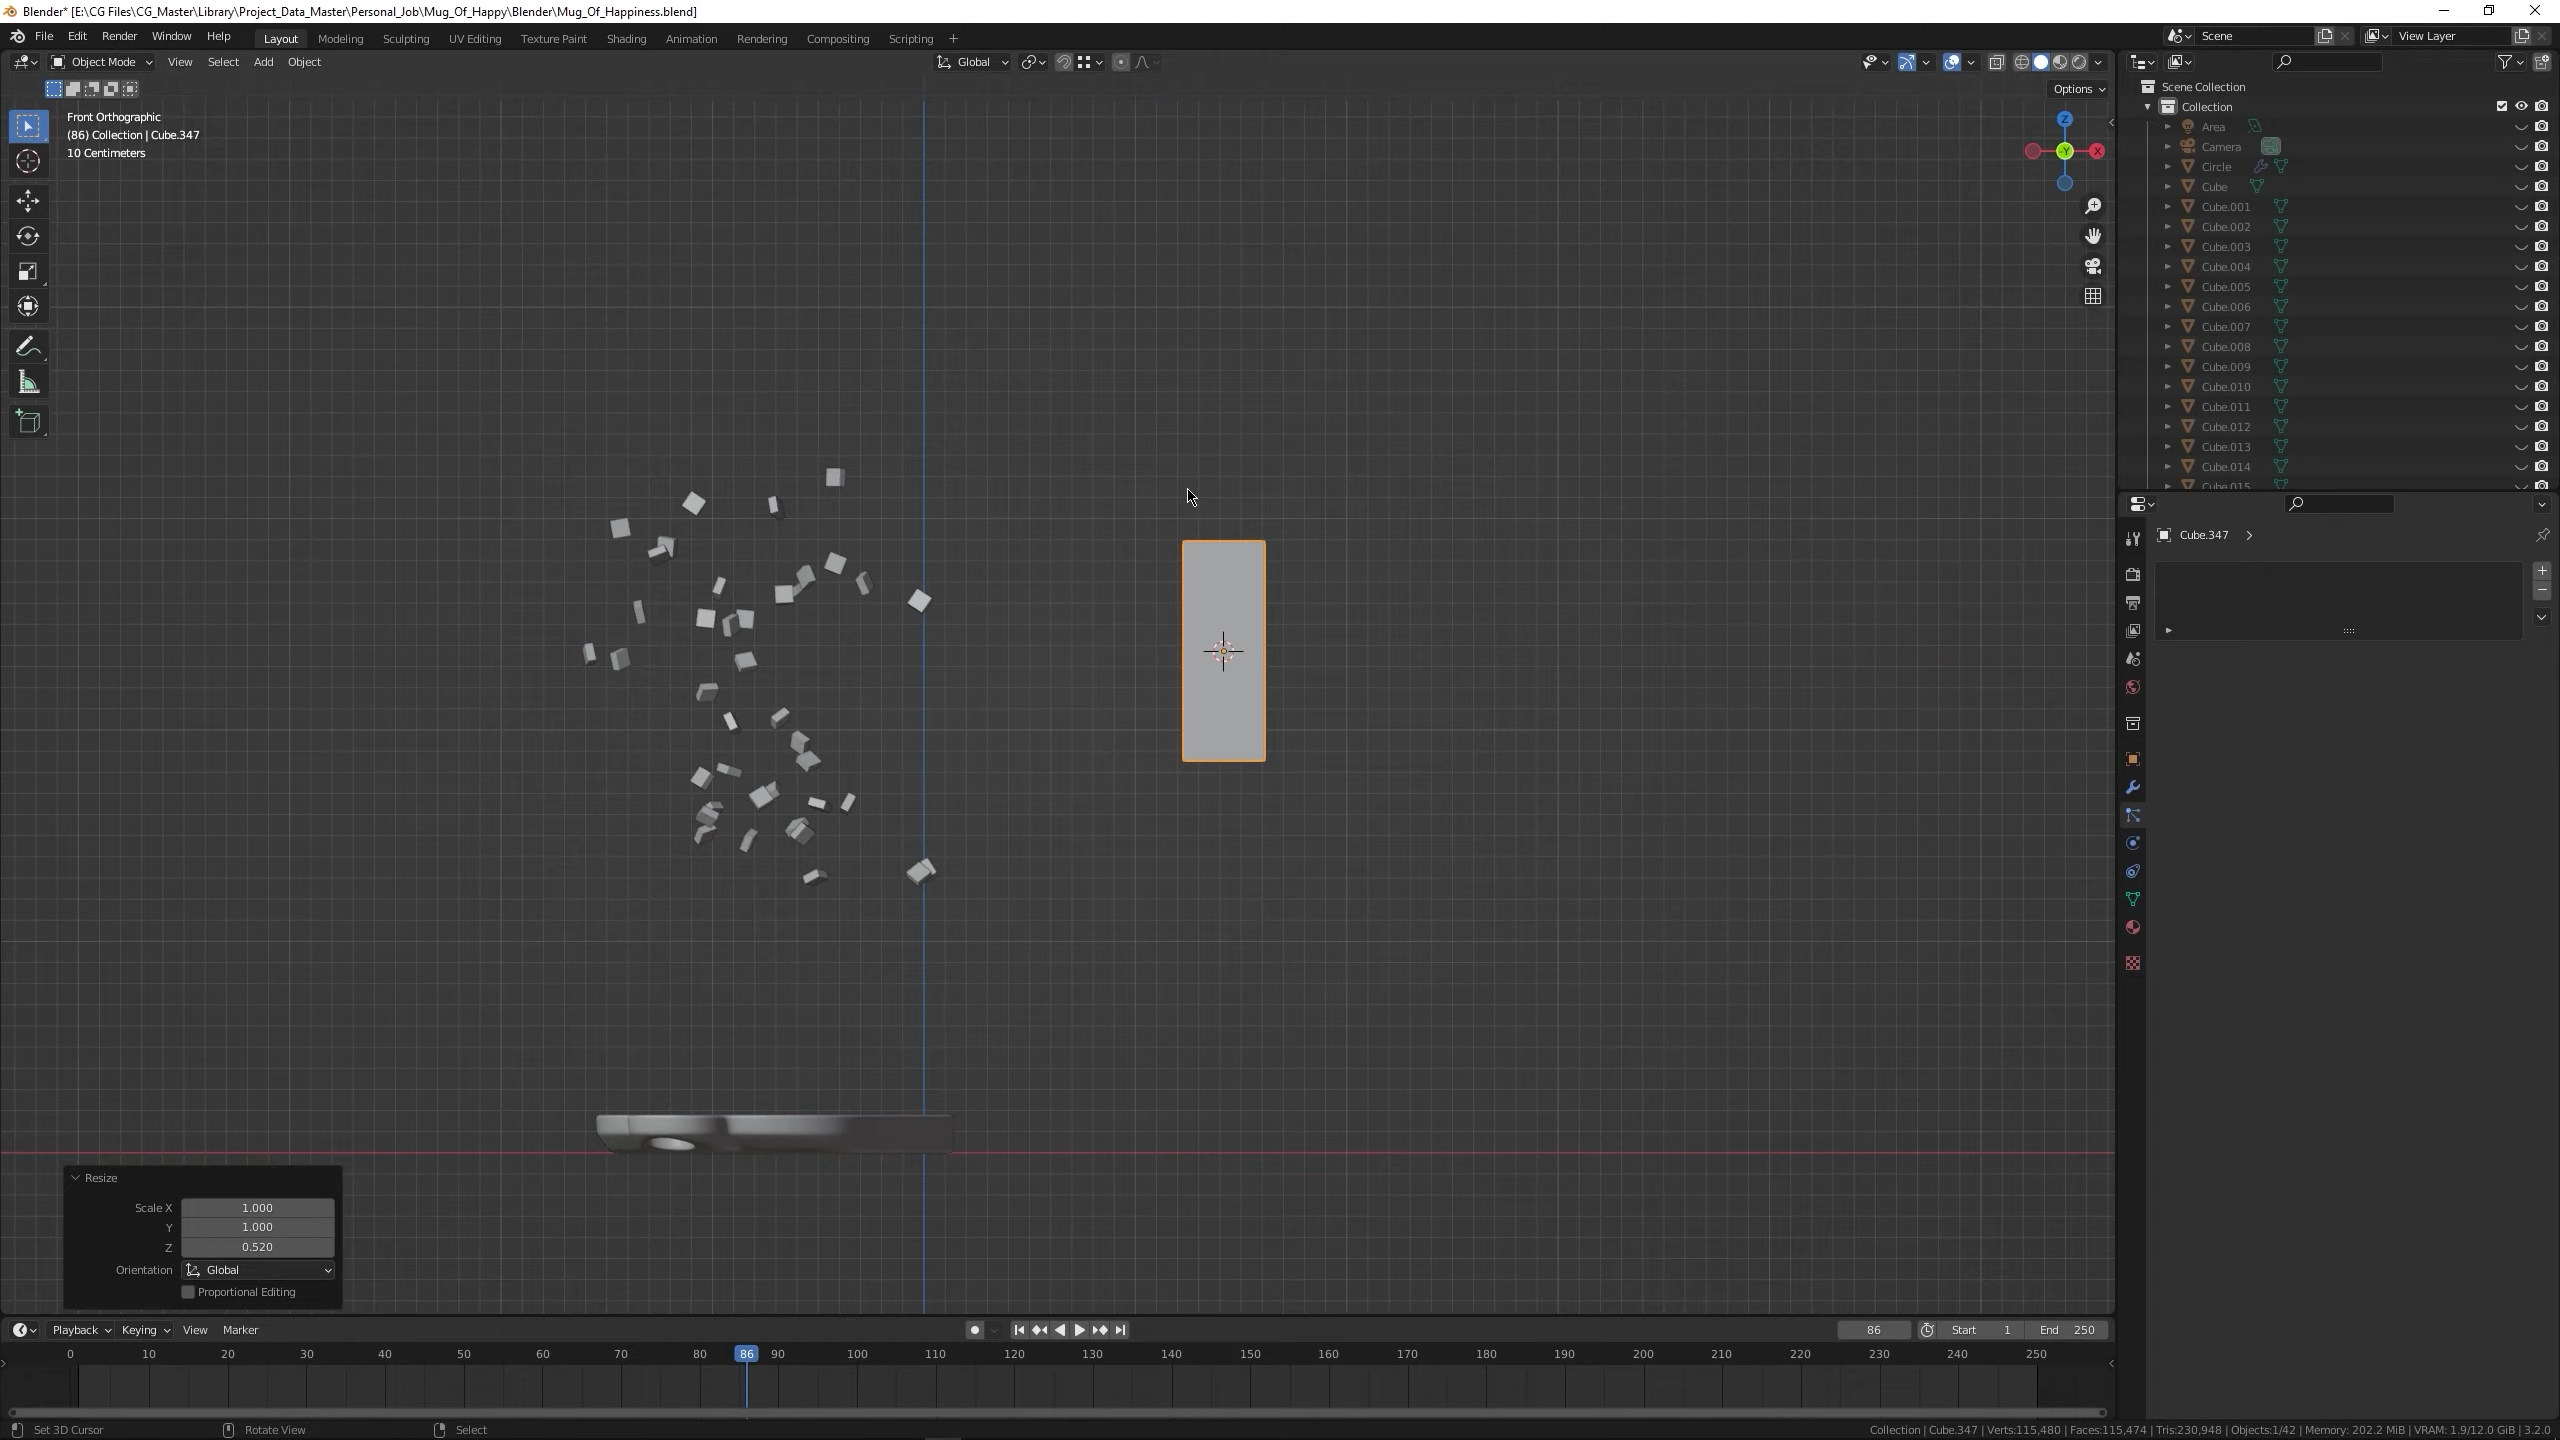 Blender* [E:\CG Files\CG_Master\Library\Project_Data_Master\Personal_Job\Mug_Of_Happy\Blender\Mug_Of_Happiness.blend]
File Edit Render Window Help Layout Modeling Sculpting UV Editing Texture Paint Shading Animation Rendering Compositing Scripting + Scene View Layer
Object Mode View Select Add Object Global
Options
Front Orthographic
(86) Collection | Cube.347
10 Centimeters
Z
-Y
X
Scene Collection
Collection
Area
Camera
Circle
Cube
Cube.001
Cube.002
Cube.003
Cube.004
Cube.005
Cube.006
Cube.007
Cube.008
Cube.009
Cube.010
Cube.011
Cube.012
Cube.013
Cube.014
Cube.015
Cube.347
Resize
Scale X 1.000
Y 1.000
Z 0.520
Orientation Global
Proportional Editing
Playback Keying View Marker 86 Start 1 End 250
0 10 20 30 40 50 60 70 80 86 90 100 110 120 130 140 150 160 170 180 190 200 210 220 230 240 250
Set 3D Cursor Rotate View Select Collection | Cube.347 | Verts:115,480 | Faces:115,474 | Tris:230,948 | Objects:1/42 | Memory: 202.2 MiB | VRAM: 1.9/12.0 GiB | 3.2.0